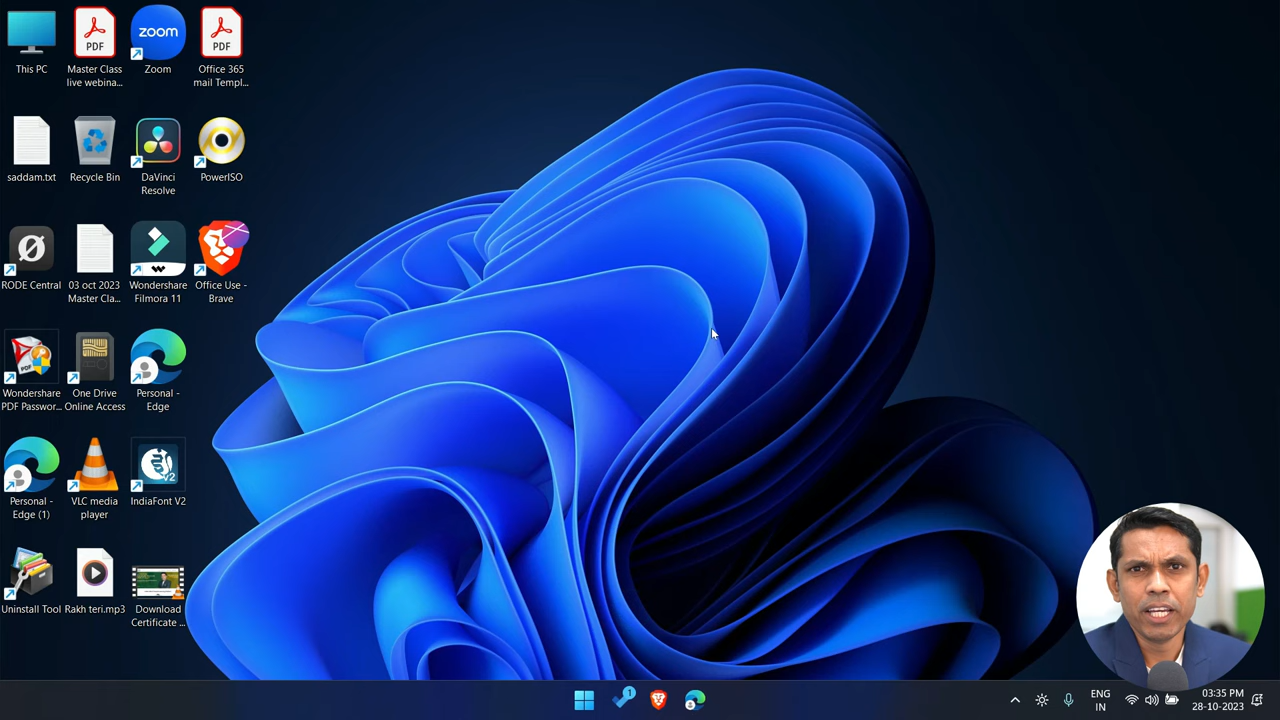 This PC
PDF
Master Class
live webina...
zoom
Zoom
PDF
Office 365
mail Templ...
saddam.txt
Recycle Bin
DaVinci
Resolve
PowerISO
RODE Central
03 oct 2023
Master Cla...
Wondershare
Filmora 11
Office Use -
Brave
PDF
Wondershare
PDF Passwor...
One Drive
Online Access
Personal -
Edge
Personal -
Edge (1)
VLC media
player
V2
IndiaFont V2
Uninstall Tool
Rakh teri.mp3
Download
Certificate ...
1
ENG
IN
03:35 PM
28-10-2023